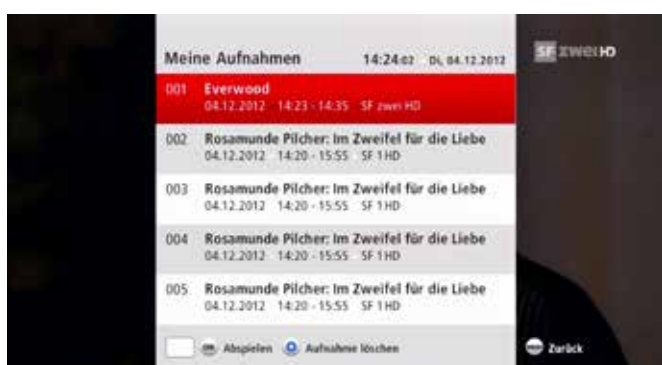 SF zwei HD
Meine Aufnahmen 14:24:02 Di, 04.12.2012
001 Everwood
04.12.2012 14:23 - 14:35 SF zwei HD
002 Rosamunde Pilcher: Im Zweifel für die Liebe
04.12.2012 14:20 - 15:55 SF 1 HD
003 Rosamunde Pilcher: Im Zweifel für die Liebe
04.12.2012 14:20 - 15:55 SF 1 HD
004 Rosamunde Pilcher: Im Zweifel für die Liebe
04.12.2012 14:20 - 15:55 SF 1 HD
005 Rosamunde Pilcher: Im Zweifel für die Liebe
04.12.2012 14:20 - 15:55 SF 1 HD
OK Abspielen Aufnahme löschen Zurück